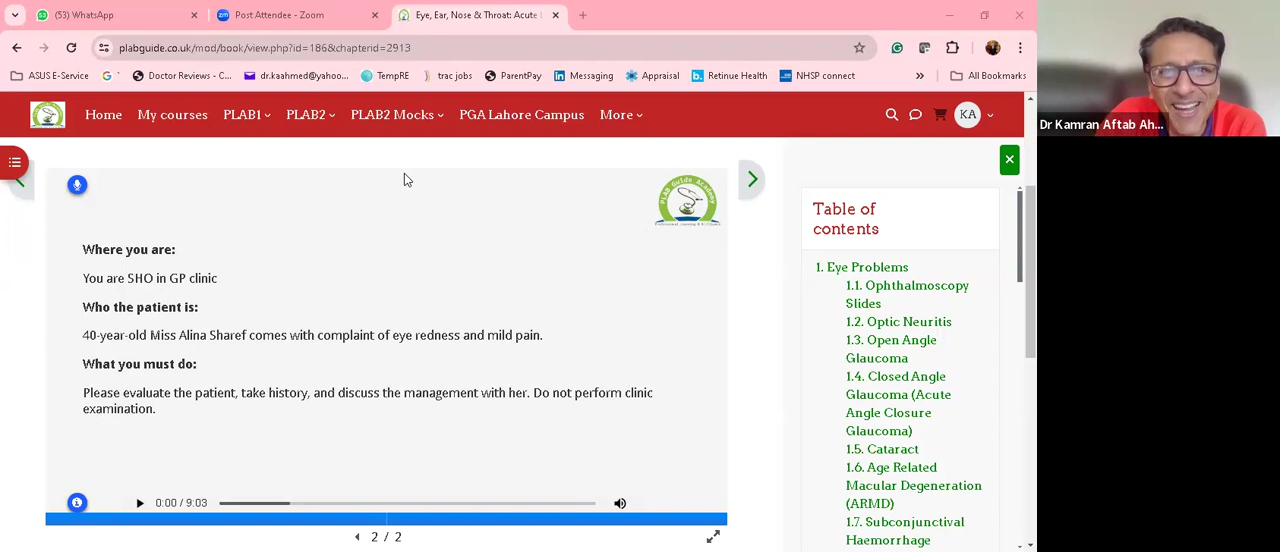 (53) WhatsApp
Post Attendee - Zoom
Eye, Ear, Nose & Throat: Acute
plabguide.co.uk/mod/book/view.php?id=186&chapterid=2913
ASUS E-Service
Doctor Reviews - C...
dr.kaahmed@yahoo...
TempRE
trac jobs
ParentPay
Messaging
Appraisal
Retinue Health
NHSP connect
All Bookmarks
Home
My courses
PLAB1
PLAB2
PLAB2 Mocks
PGA Lahore Campus
More
KA
Dr Kamran Aftab Ah...
PLAB Guide Academy
Where you are:
You are SHO in GP clinic
Who the patient is:
40-year-old Miss Alina Sharef comes with complaint of eye redness and mild pain.
What you must do:
Please evaluate the patient, take history, and discuss the management with her. Do not perform clinic
examination.
0:00 / 9:03
2 / 2
Table of
contents
1. Eye Problems
1.1. Ophthalmoscopy
Slides
1.2. Optic Neuritis
1.3. Open Angle
Glaucoma
1.4. Closed Angle
Glaucoma (Acute
Angle Closure
Glaucoma)
1.5. Cataract
1.6. Age Related
Macular Degeneration
(ARMD)
1.7. Subconjunctival
Haemorrhage